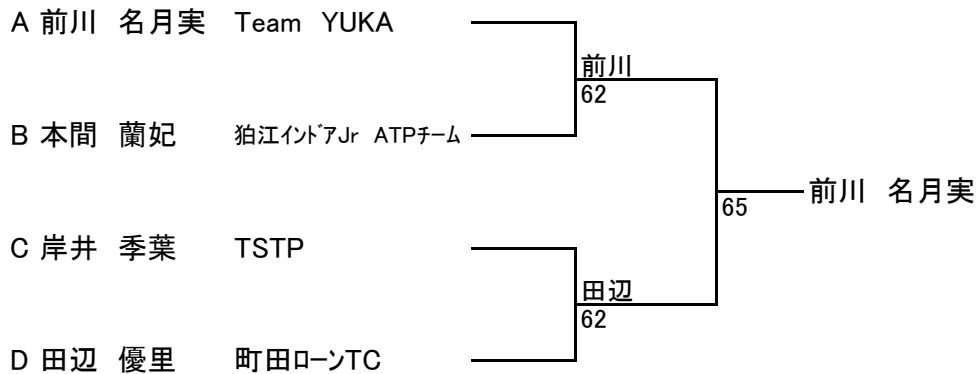 A 前川 名月実 Team YUKA
前川
62
B 本間 蘭妃 狛江インドアJr ATPチーム
前川 名月実
65
C 岸井 季葉 TSTP
田辺
62
D 田辺 優里 町田ローンTC